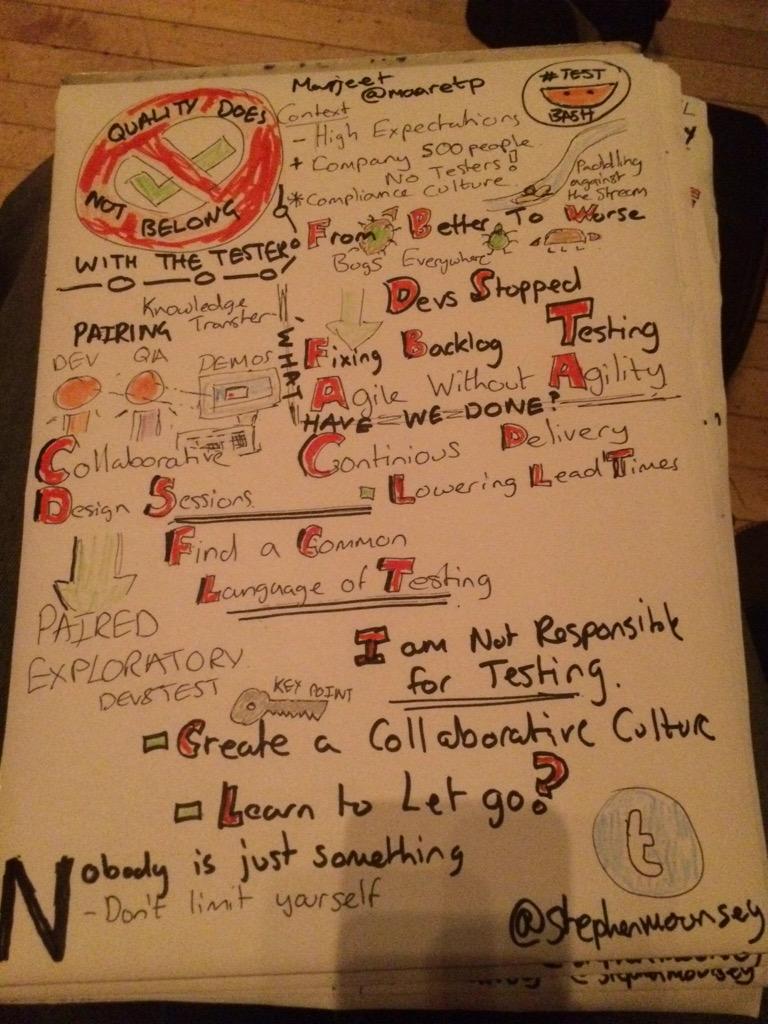 QUALITY DOES
NOT BELONG
WITH THE TESTER
Manjeet
@maaretp
#TEST
BASH
Context
- High Expectations
+ Company 500 people
No Testers!
* Compliance Culture
Paddling
against
the Stream
From Better To Worse
Bugs Everywhere
Devs Stopped
Fixing Backlog Testing
Agile Without Agility
Knowledge
Transfer
PAIRING
DEV QA DEMOS
WHAT
HAVE-WE-DONE?
Collaborative
Design Sessions
Continious Delivery
Lowering Lead Times
Find a Common
Language of Testing
PAIRED
EXPLORATORY
DEV&TEST
I am Not Responsible
for Testing.
KEY POINT
Create a Collaborative Culture
Learn to Let go?
Nobody is just something
- Don't limit yourself
t
@stephenmounsey